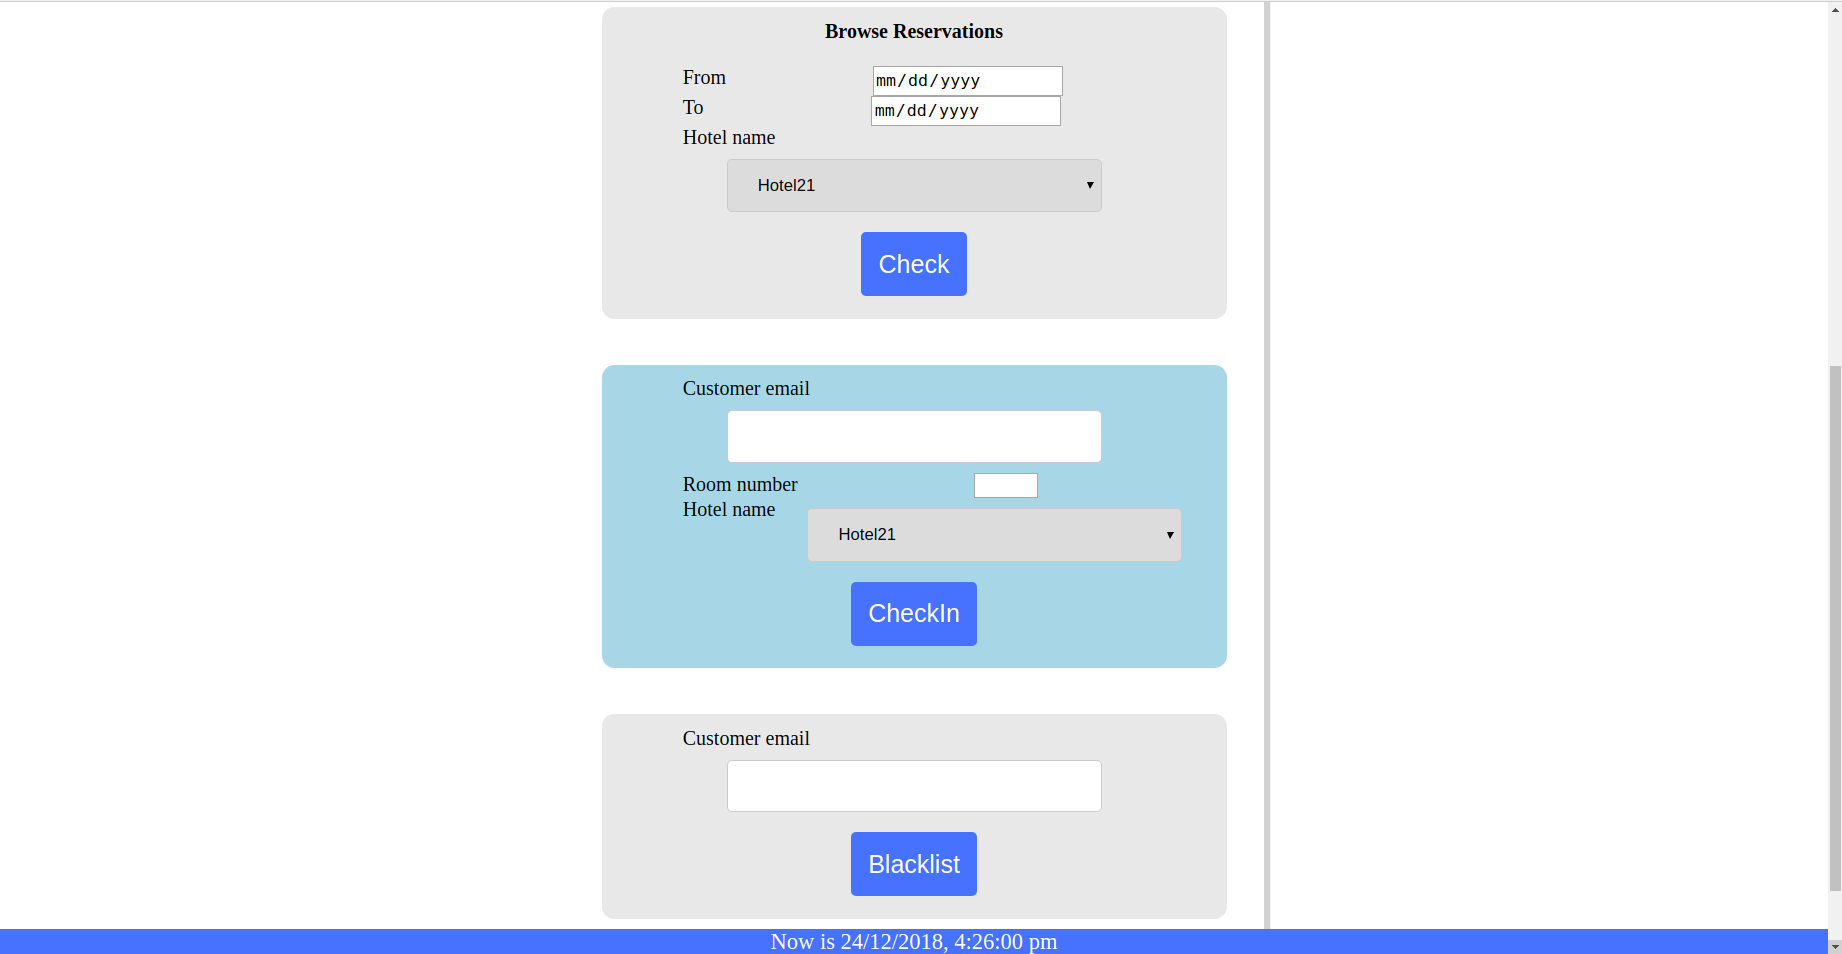 Browse Reservations
From mm/dd/yyyy
To mm/dd/yyyy
Hotel name
Hotel21
Check
Customer email
Room number
Hotel name
Hotel21
CheckIn
Customer email
Blacklist
Now is 24/12/2018, 4:26:00 pm